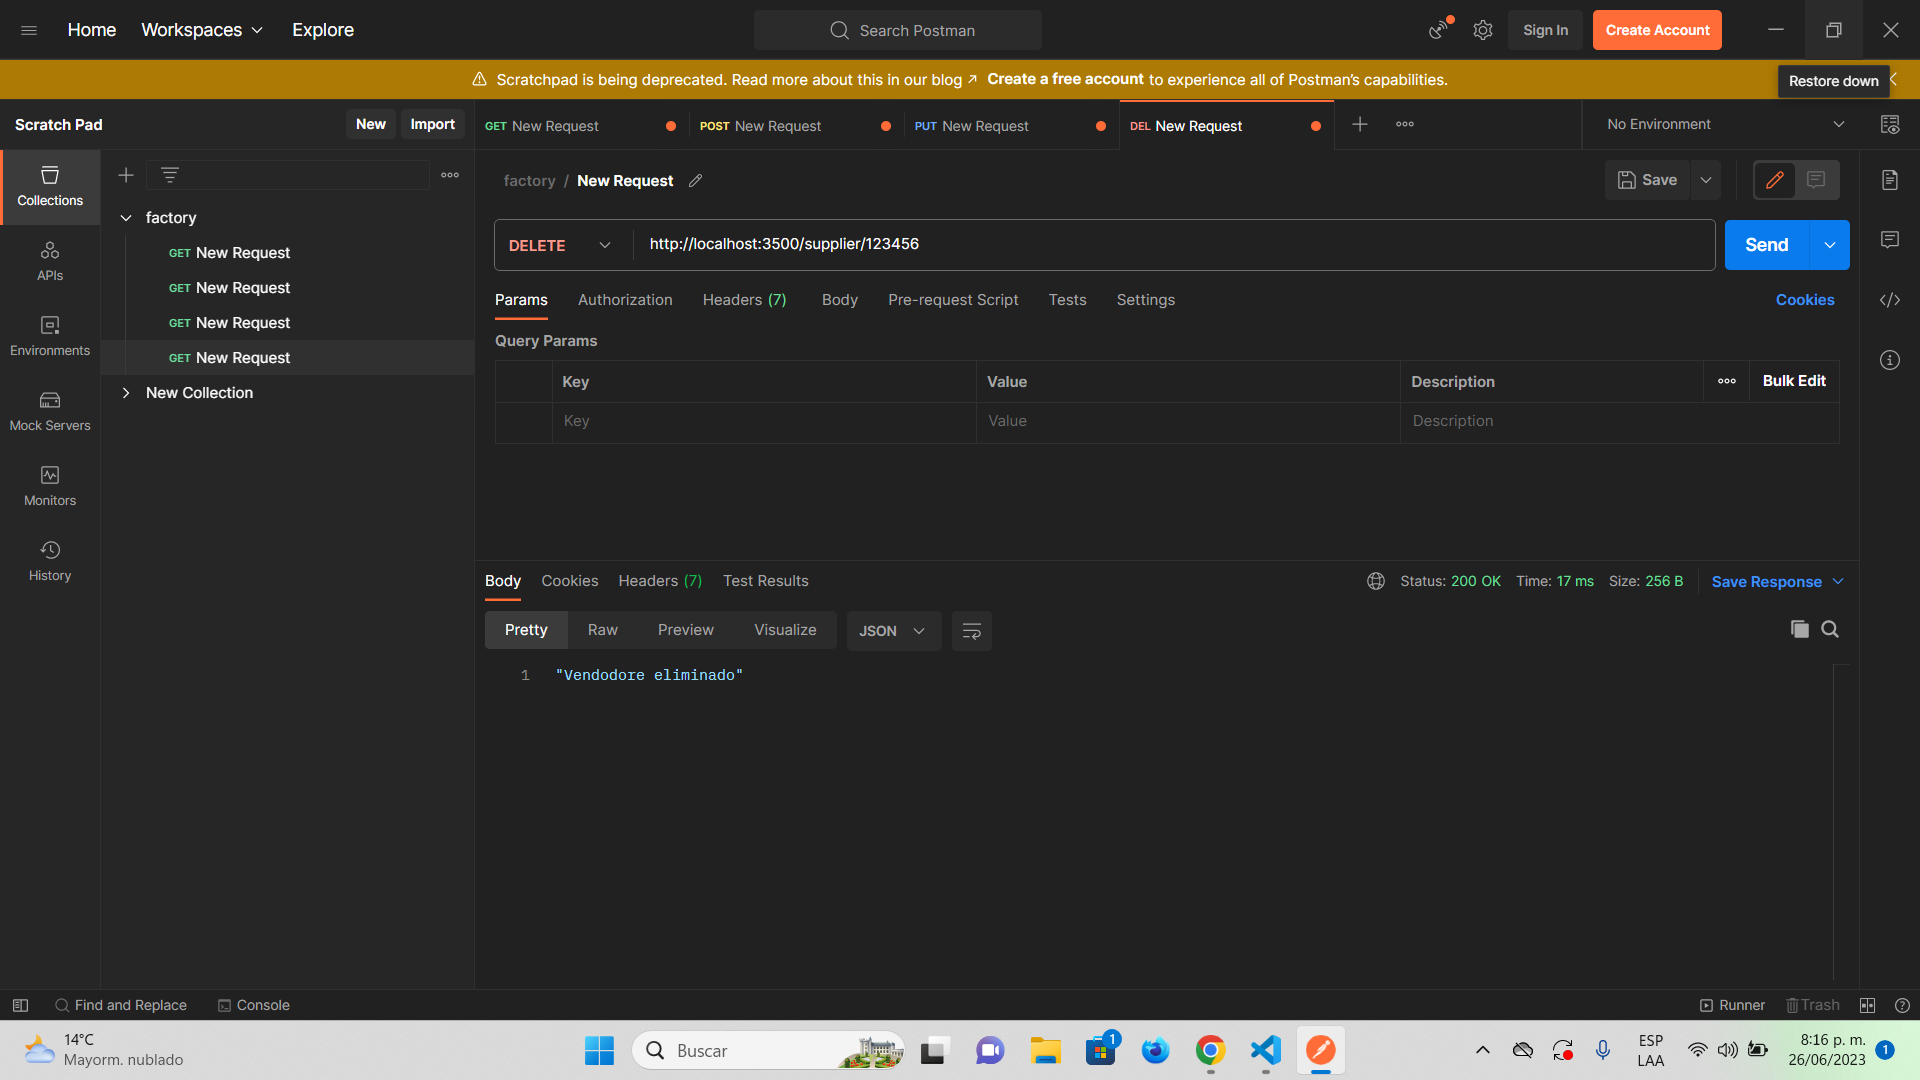 Home Workspaces Explore Search Postman Sign In Create Account
Scratchpad is being deprecated. Read more about this in our blog ↗ Create a free account to experience all of Postman's capabilities.
Restore down
Scratch Pad New Import
GET New Request POST New Request PUT New Request DEL New Request No Environment
factory / New Request Save
Collections
APIs
Environments
Mock Servers
Monitors
History
factory
GET New Request
GET New Request
GET New Request
GET New Request
New Collection
DELETE http://localhost:3500/supplier/123456 Send
Params Authorization Headers (7) Body Pre-request Script Tests Settings Cookies
Query Params
Key Value Description Bulk Edit
Key Value Description
Body Cookies Headers (7) Test Results Status: 200 OK Time: 17 ms Size: 256 B Save Response
Pretty Raw Preview Visualize JSON
1 "Vendodore eliminado"
Find and Replace Console Runner Trash
14°C
Mayorm. nublado
Buscar
1
ESP
LAA
8:16 p. m.
26/06/2023
1